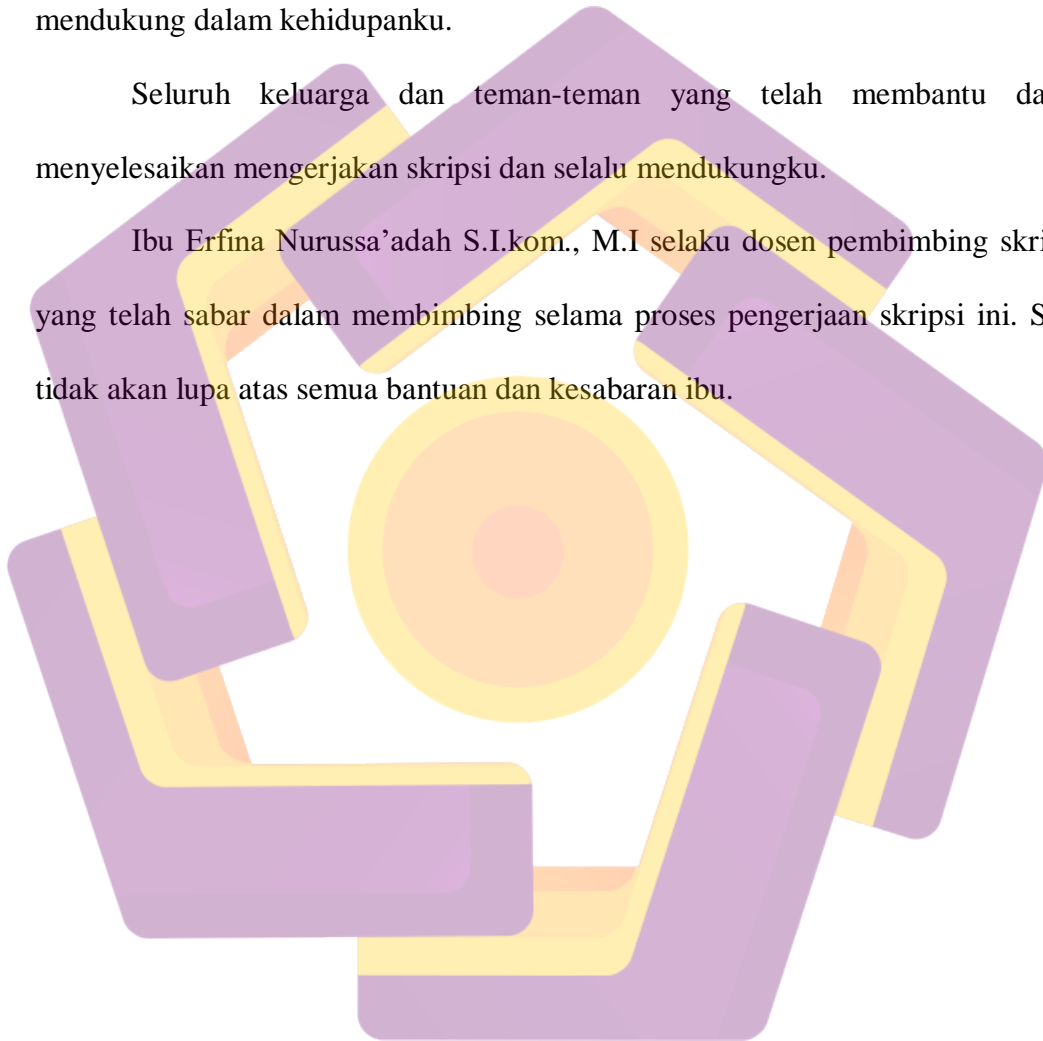 mendukung dalam kehidupanku.
Seluruh keluarga dan teman-teman yang telah membantu da
menyelesaikan mengerjakan skripsi dan selalu mendukungku.
Ibu Erfina Nurussa’adah S.I.kom., M.I selaku dosen pembimbing skri
yang telah sabar dalam membimbing selama proses pengerjaan skripsi ini. S
tidak akan lupa atas semua bantuan dan kesabaran ibu.